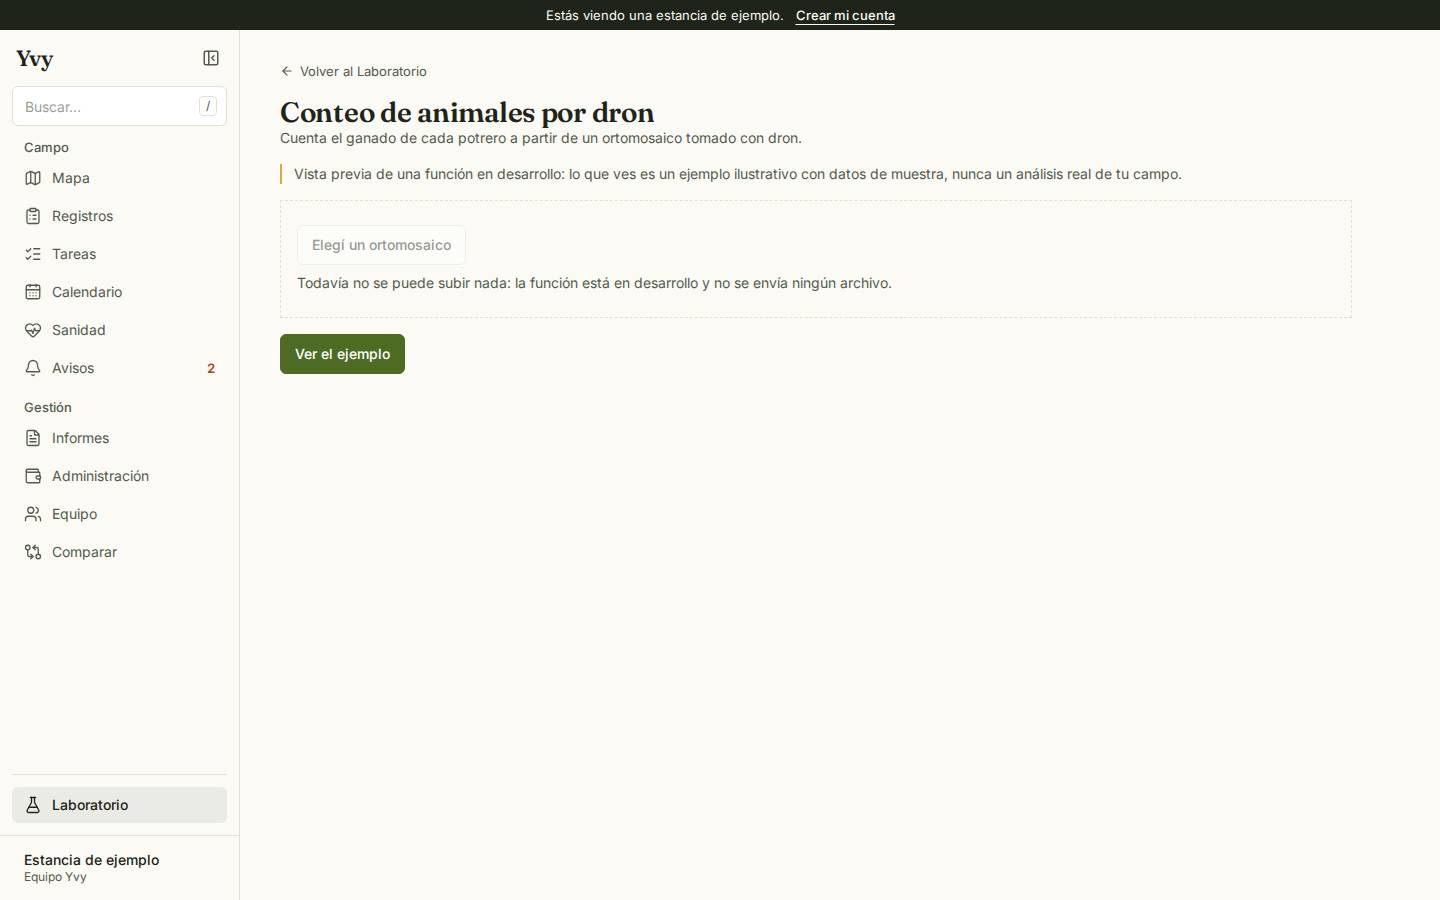 Estás viendo una estancia de ejemplo. Crear mi cuenta
Yvy
Buscar... /
Campo
Mapa
Registros
Tareas
Calendario
Sanidad
Avisos 2
Gestión
Informes
Administración
Equipo
Comparar
Laboratorio
Estancia de ejemplo
Equipo Yvy
Volver al Laboratorio
Conteo de animales por dron
Cuenta el ganado de cada potrero a partir de un ortomosaico tomado con dron.
Vista previa de una función en desarrollo: lo que ves es un ejemplo ilustrativo con datos de muestra, nunca un análisis real de tu campo.
Elegí un ortomosaico
Todavía no se puede subir nada: la función está en desarrollo y no se envía ningún archivo.
Ver el ejemplo